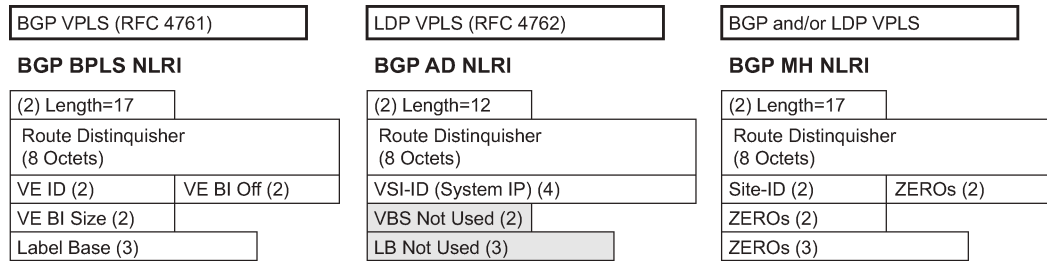 BGP VPLS (RFC 4761)
BGP BPLS NLRI
(2) Length=17
Route Distinquisher
(8 Octets)
VE ID (2) VE BI Off (2)
VE BI Size (2)
Label Base (3)
LDP VPLS (RFC 4762)
BGP AD NLRI
(2) Length=12
Route Distinquisher
(8 Octets)
VSI-ID (System IP) (4)
VBS Not Used (2)
LB Not Used (3)
BGP and/or LDP VPLS
BGP MH NLRI
(2) Length=17
Route Distinquisher
(8 Octets)
Site-ID (2) ZEROs (2)
ZEROs (2)
ZEROs (3)